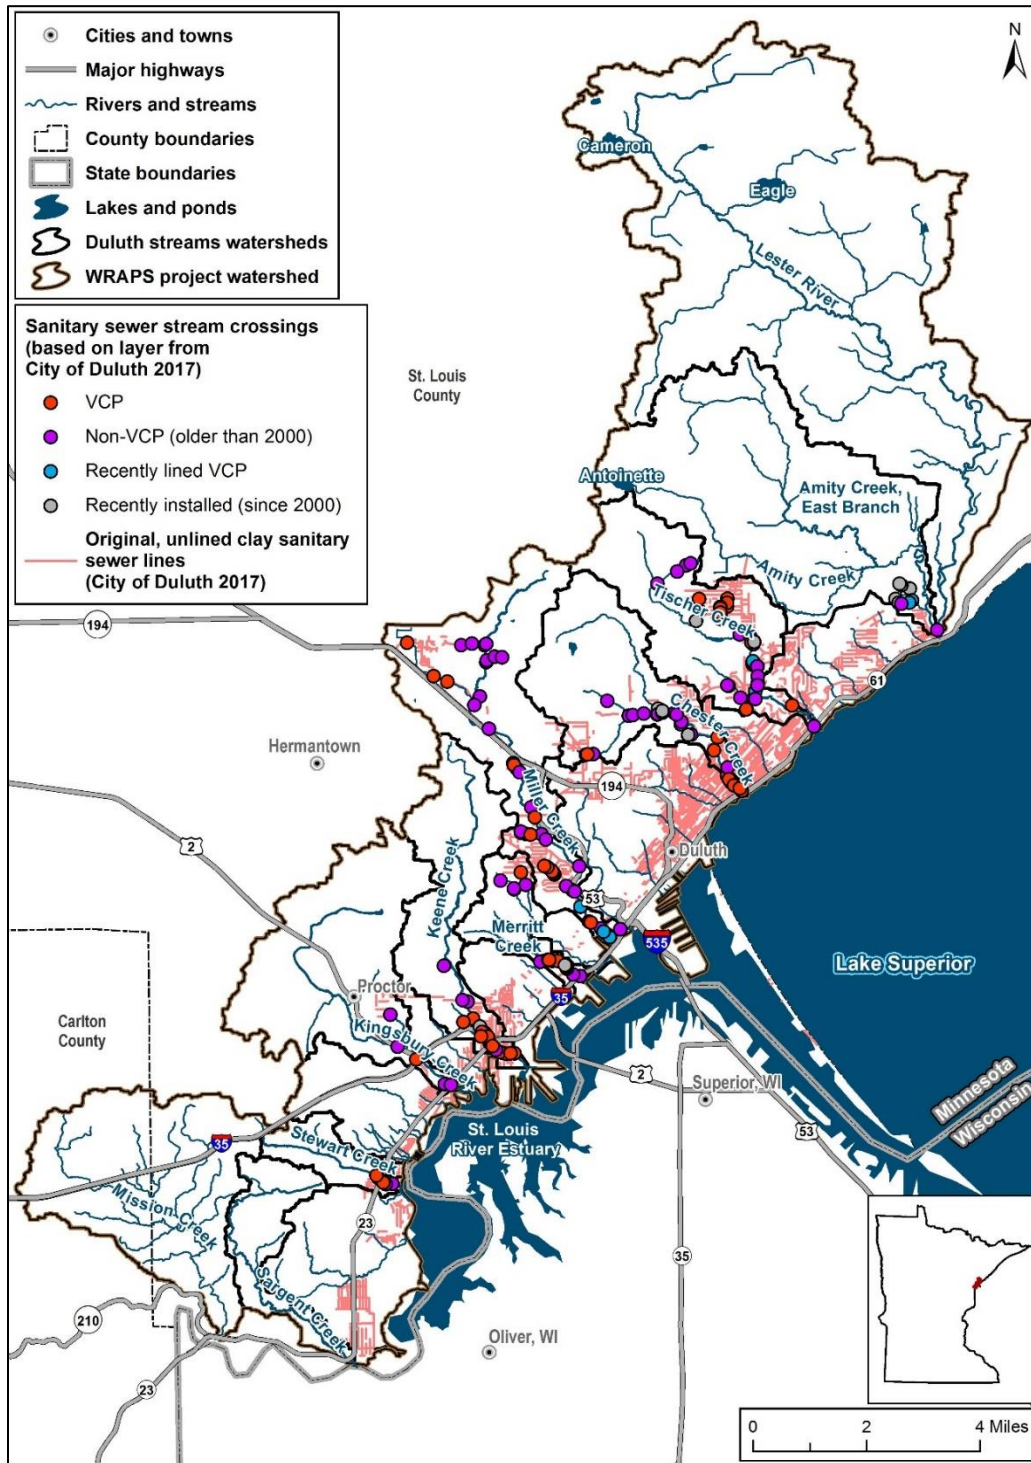 Cities and towns
Major highways
Rivers and streams
County boundaries
State boundaries
Lakes and ponds
Duluth streams watersheds
WRAPS project watershed
Sanitary sewer stream crossings
(based on layer from
City of Duluth 2017)
VCP
Non-VCP (older than 2000)
Recently lined VCP
Recently installed (since 2000)
Original, unlined clay sanitary
sewer lines
(City of Duluth 2017)
N
Cameron
Eagle
Lester River
St. Louis
County
Antoinette
Amity Creek,
East Branch
Amity Creek
Tischer Creek
194
61
Chester Creek
Hermantown
194
Miller Creek
2
Duluth
Keene Creek
53
Merritt
Creek
535
Lake Superior
35
Proctor
Carlton
County
Kingsbury Creek
2
Superior, WI
53
Minnesota
Wisconsin
St. Louis
River Estuary
35
Stewart Creek
Mission Creek
23
35
Sargent Creek
210
Oliver, WI
23
0 2 4 Miles